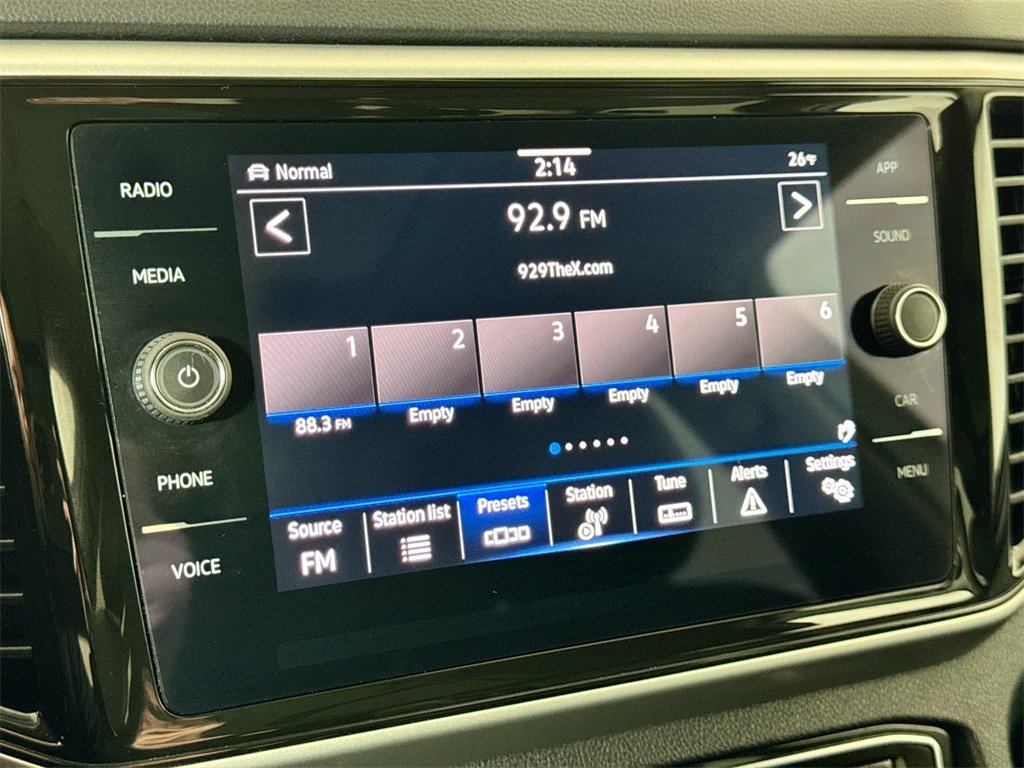 RADIO
MEDIA
PHONE
VOICE
Normal
2:14
26°F
92.9 FM
929TheX.com
1
2
3
4
5
6
88.3 FM
Empty
Empty
Empty
Empty
Empty
Source
FM
Station list
Presets
Station
Tune
Alerts
Settings
APP
SOUND
CAR
MENU